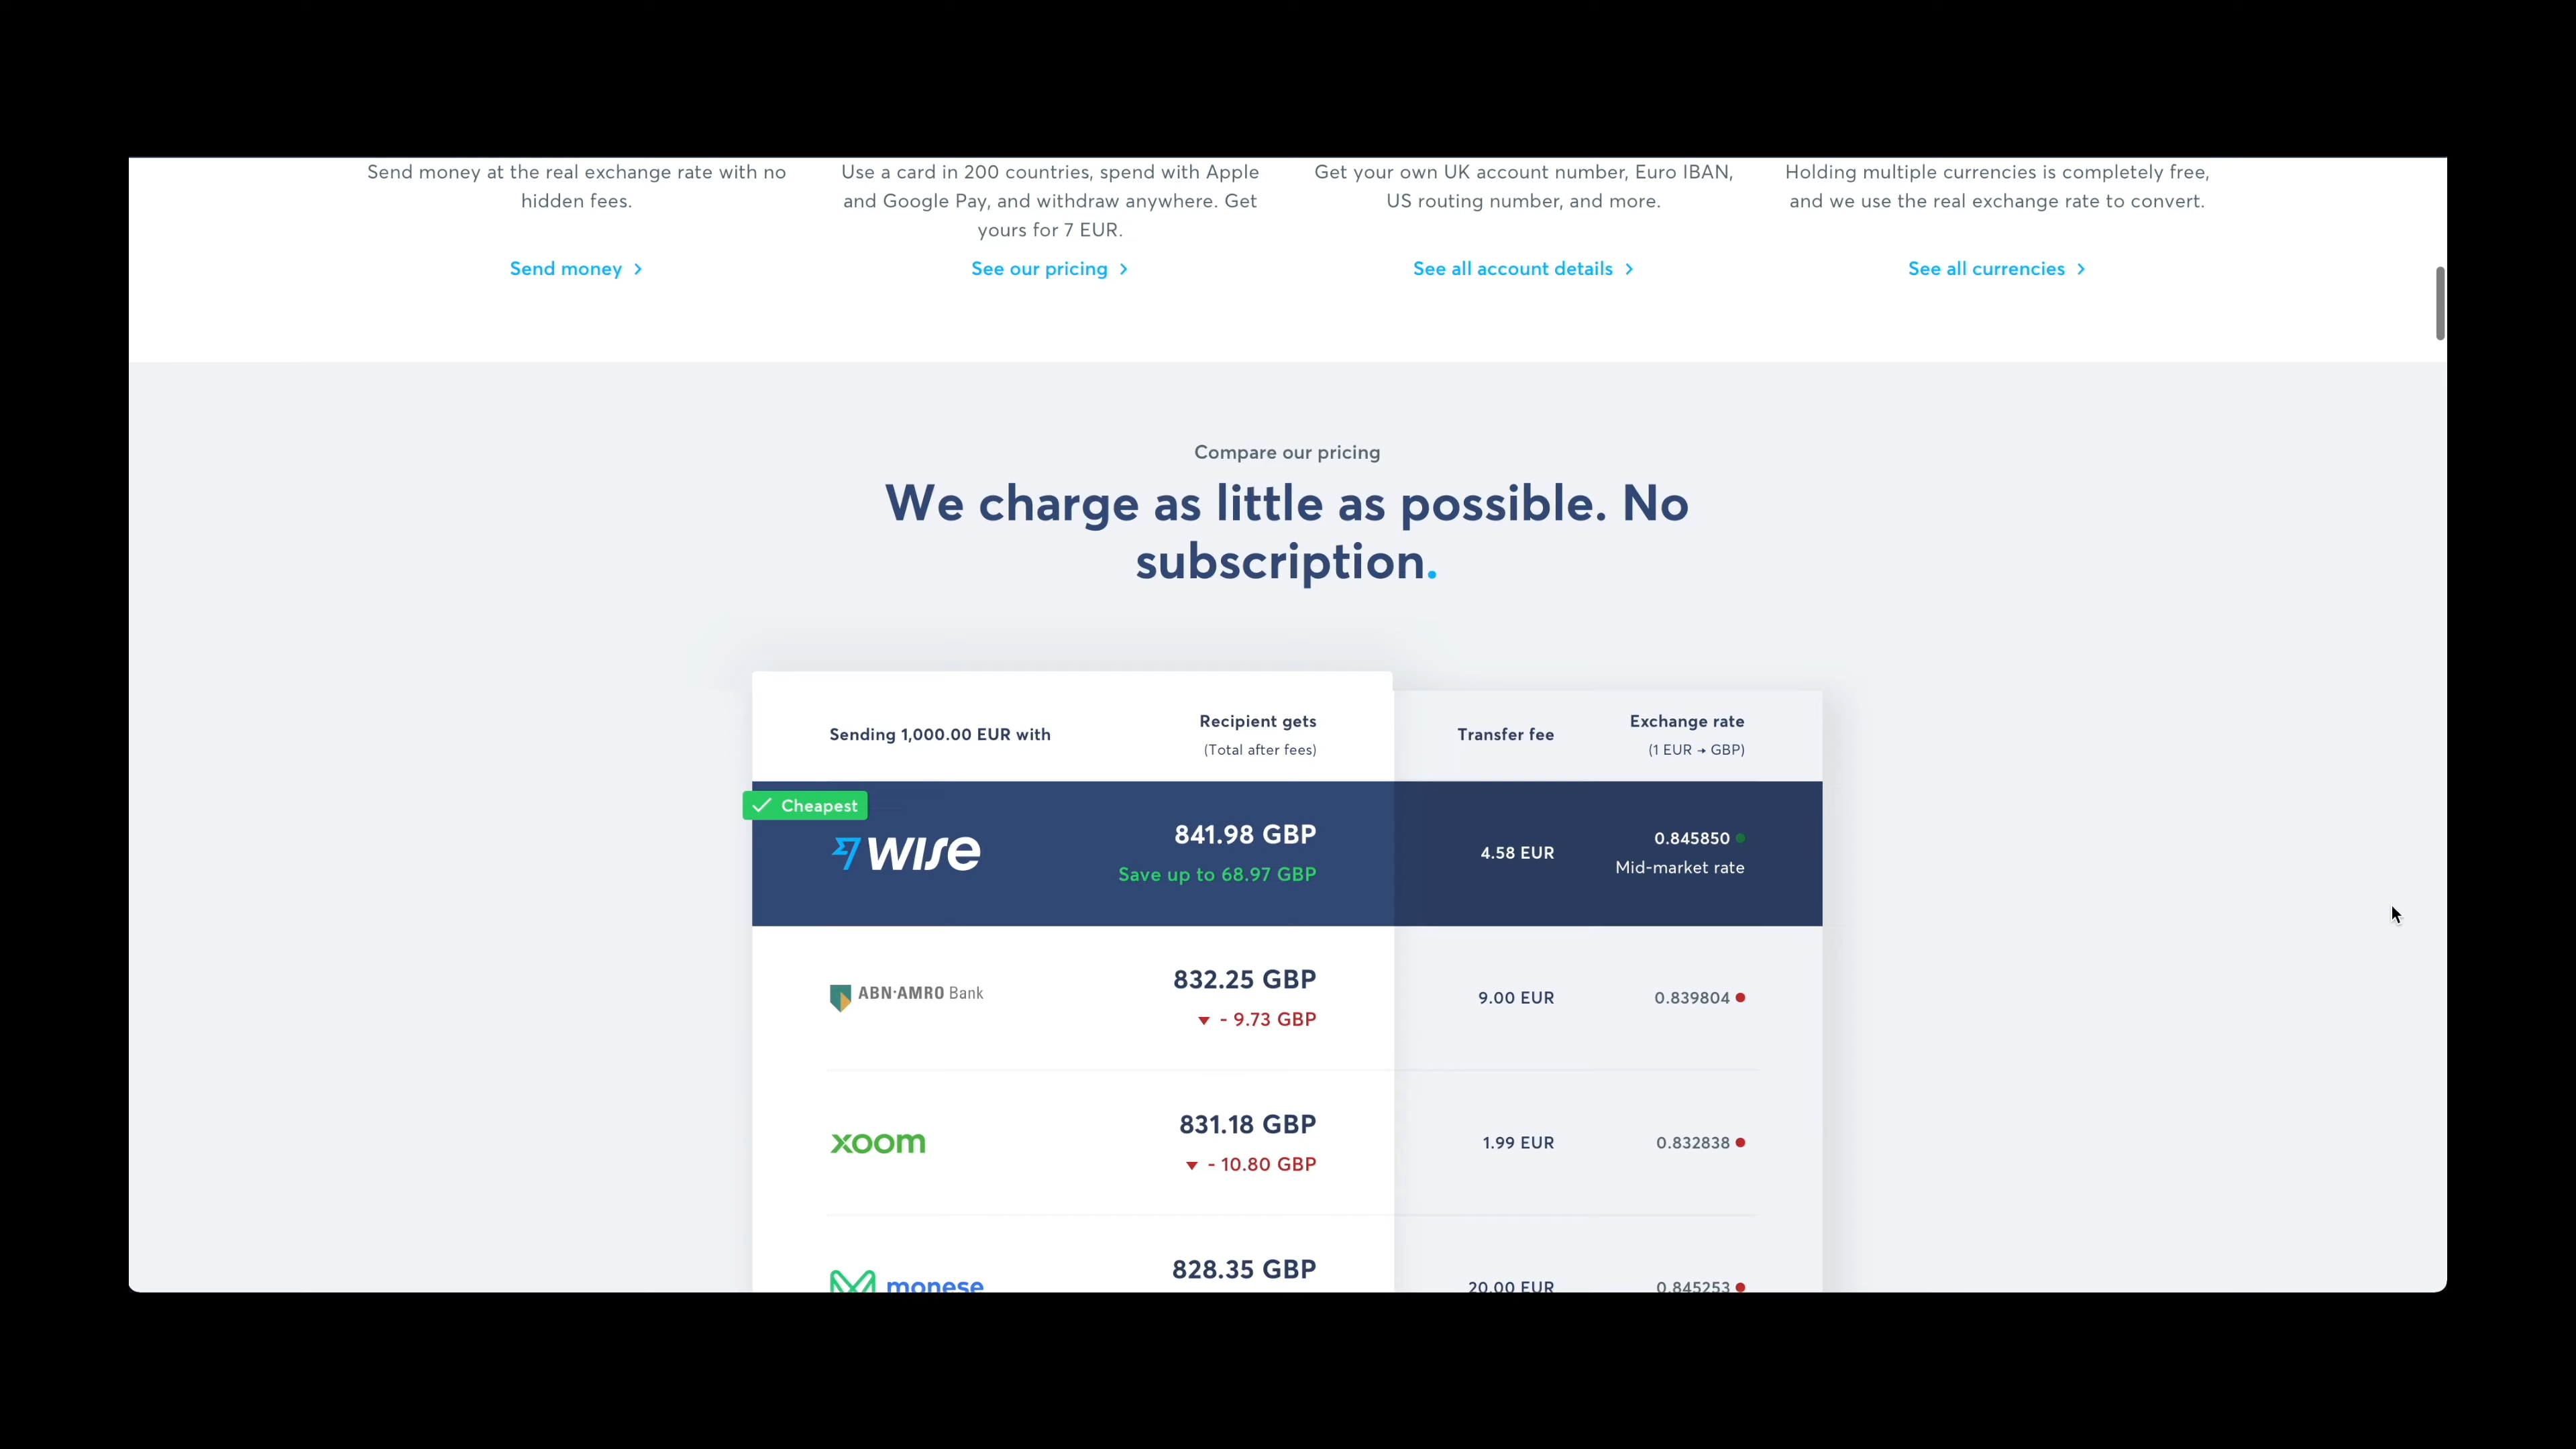 Send money at the real exchange rate with no
hidden fees.
Send money
Use a card in 200 countries, spend with Apple
and Google Pay, and withdraw anywhere. Get
yours for 7 EUR.
See our pricing
Get your own UK account number, Euro IBAN,
US routing number, and more.
See all account details
Holding multiple currencies is completely free,
and we use the real exchange rate to convert.
See all currencies
Compare our pricing
We charge as little as possible. No
subscription.
Sending 1,000.00 EUR with
Recipient gets
(Total after fees)
Transfer fee
Exchange rate
(1 EUR → GBP)
Cheapest
WISE
841.98 GBP
Save up to 68.97 GBP
4.58 EUR
0.845850
Mid-market rate
ABN·AMRO Bank
832.25 GBP
- 9.73 GBP
9.00 EUR
0.839804
xoom
831.18 GBP
- 10.80 GBP
1.99 EUR
0.832838
monese
828.35 GBP
20.00 EUR
0.845253